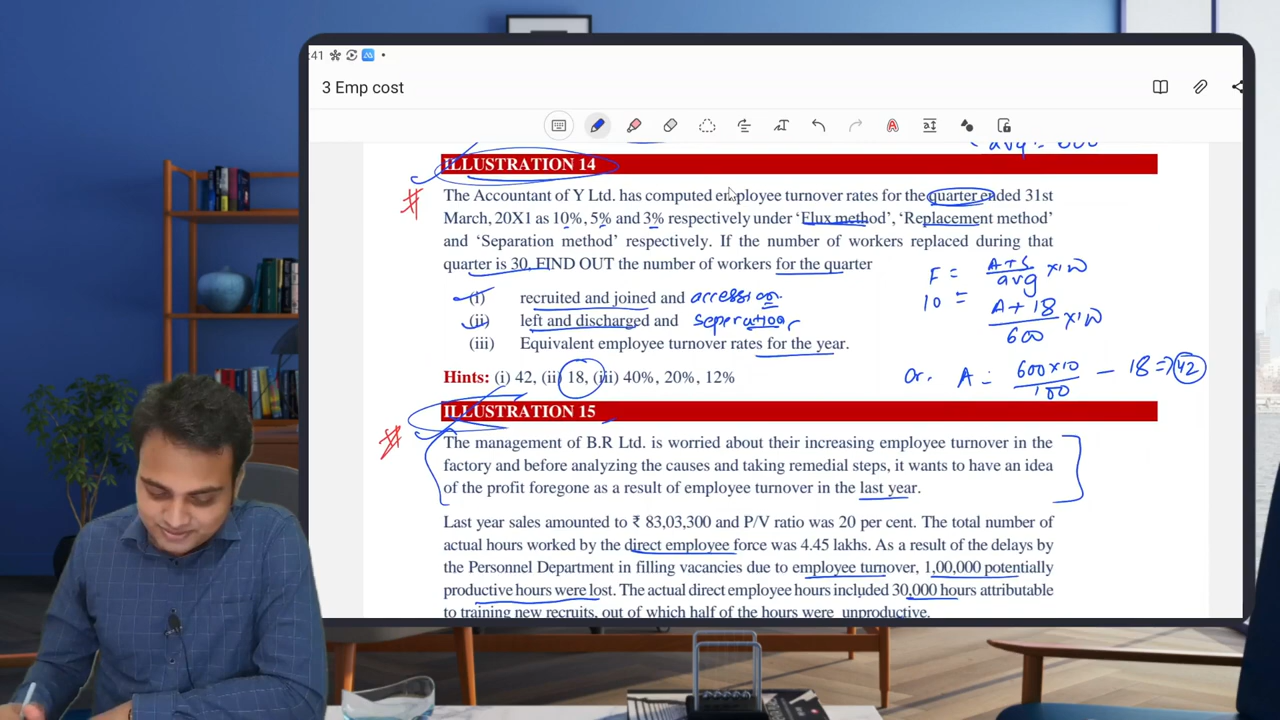 :41
3 Emp cost
avg = 600
ILLUSTRATION 14
The Accountant of Y Ltd. has computed employee turnover rates for the quarter ended 31st
March, 20X1 as 10%, 5% and 3% respectively under ‘Flux method’, ‘Replacement method’
and ‘Separation method’ respectively. If the number of workers replaced during that
quarter is 30, FIND OUT the number of workers for the quarter
(i) recruited and joined and accession.
(ii) left and discharged and seperation
(iii) Equivalent employee turnover rates for the year.
F = A+S/avg ×100
10 = A+18/600 ×100
or. A = 600×10/100 - 18 => 42
Hints: (i) 42, (ii) 18, (iii) 40%, 20%, 12%
ILLUSTRATION 15
The management of B.R Ltd. is worried about their increasing employee turnover in the
factory and before analyzing the causes and taking remedial steps, it wants to have an idea
of the profit foregone as a result of employee turnover in the last year.
Last year sales amounted to ₹ 83,03,300 and P/V ratio was 20 per cent. The total number of
actual hours worked by the direct employee force was 4.45 lakhs. As a result of the delays by
the Personnel Department in filling vacancies due to employee turnover, 1,00,000 potentially
productive hours were lost. The actual direct employee hours included 30,000 hours attributable
to training new recruits, out of which half of the hours were unproductive.